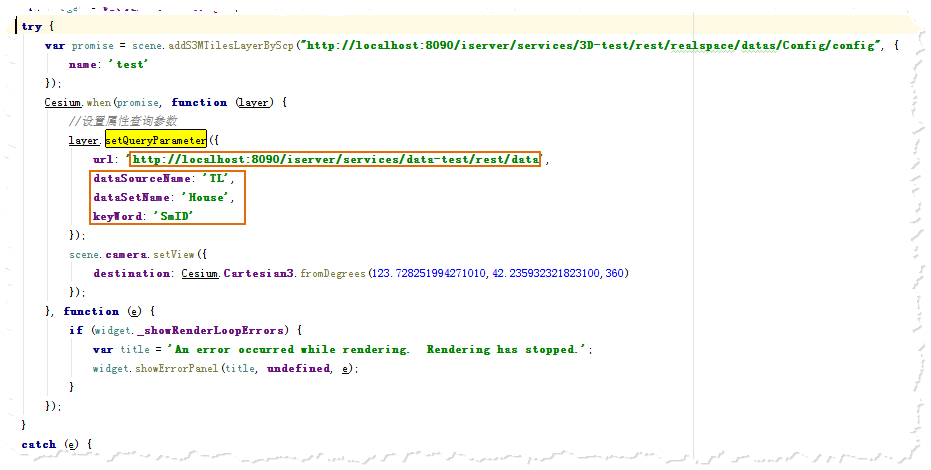 try {
var promise = scene.addS3MTilesLayerByScp("http://localhost:8090/iserver/services/3D-test/rest/realspace/datas/Config/config", {
name: 'test'
});
Cesium.when(promise, function (layer) {
//设置属性查询参数
layer.setQueryParameter({
url: 'http://localhost:8090/iserver/services/data-test/rest/data',
dataSourceName: 'TL',
dataSetName: 'House',
keyWord: 'SmID'
});
scene.camera.setView({
destination: Cesium.Cartesian3.fromDegrees(123.728251994271010,42.235932321823100,360)
});
}, function (e) {
if (widget._showRenderLoopErrors) {
var title = 'An error occurred while rendering.  Rendering has stopped.';
widget.showErrorPanel(title, undefined, e);
}
});
}
catch (e) {